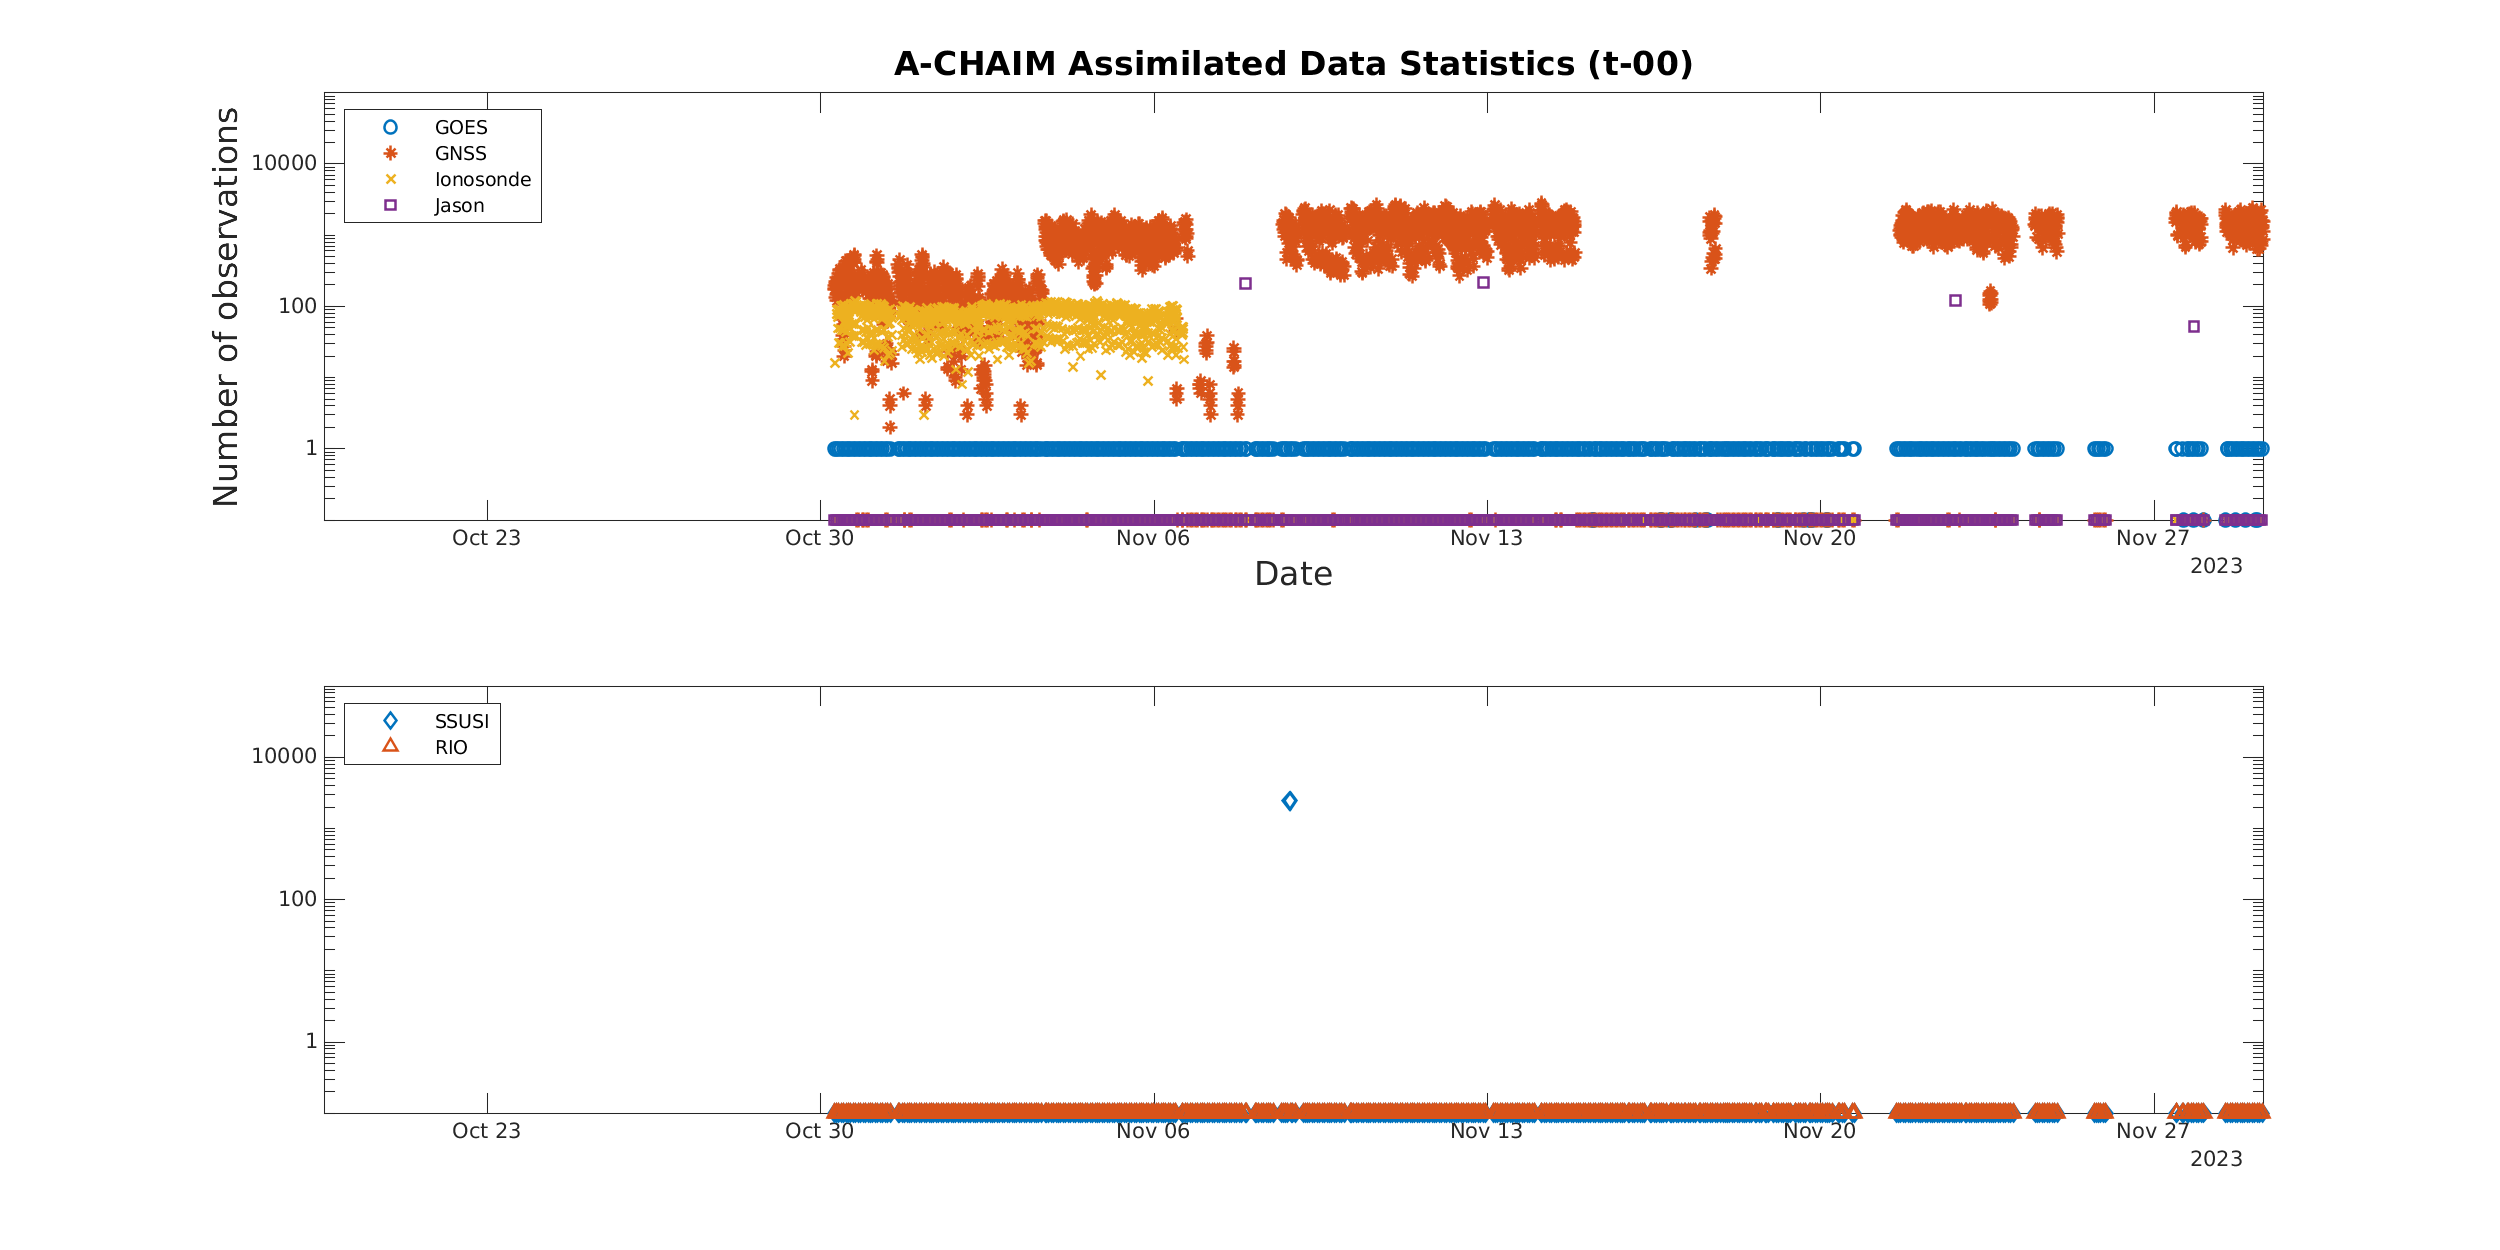 A-CHAIM Assimilated Data Statistics (t-00)
GOES
GNSS
Ionosonde
Jason
Number of observations
10000
100
1
Oct 23 Oct 30 Nov 06 Nov 13 Nov 20 Nov 27
2023
Date
SSUSI
RIO
10000
100
1
Oct 23 Oct 30 Nov 06 Nov 13 Nov 20 Nov 27
2023